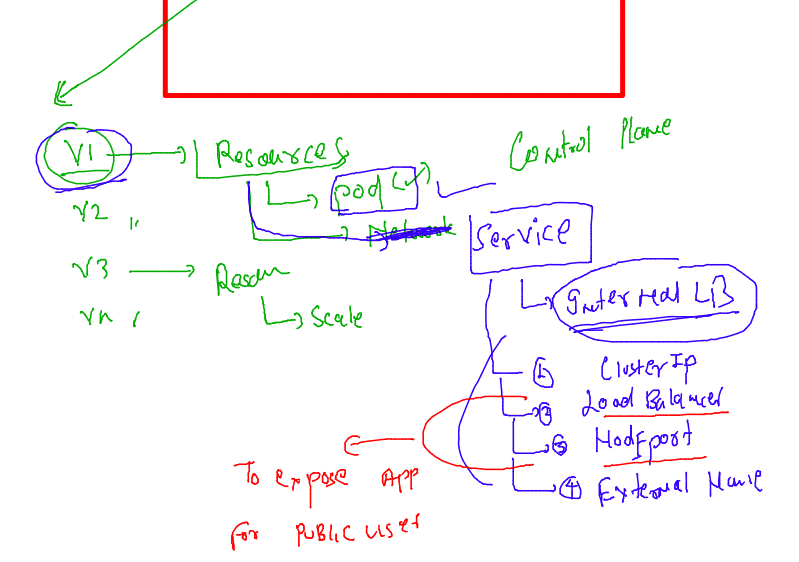 Control Plane
V1 Resources
pod
V2 ,,
Service
V3 Resour
Internal LB
Vn ,
Scale
① ClusterIp
② Load Balancer
③ NodEport
④ External Name
To expose App
For PUBLIC User